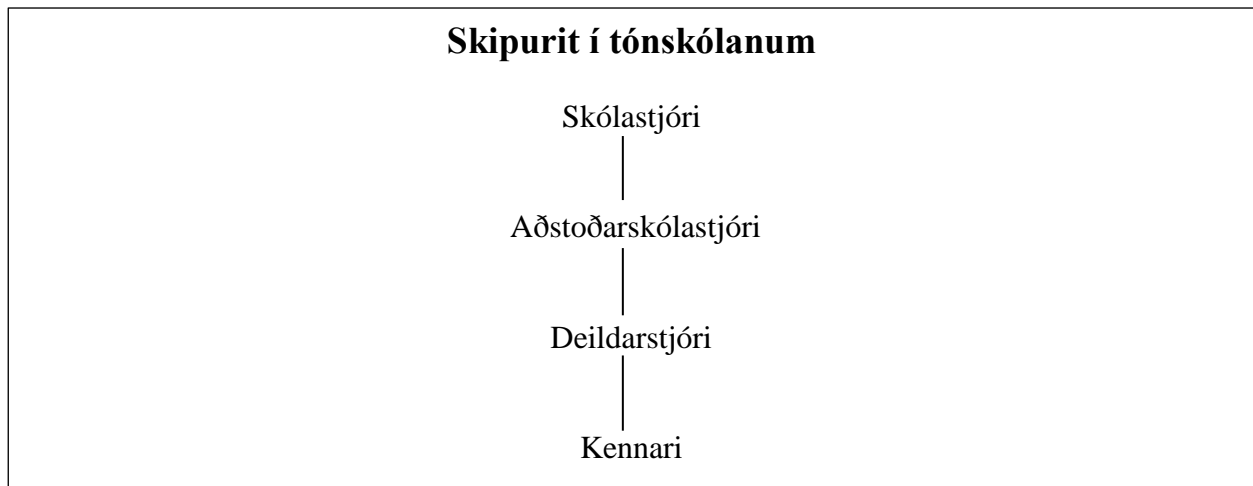 Skipurit í tónskólanum
Skólastjóri
Aðstoðarskólastjóri
Deildarstjóri
Kennari